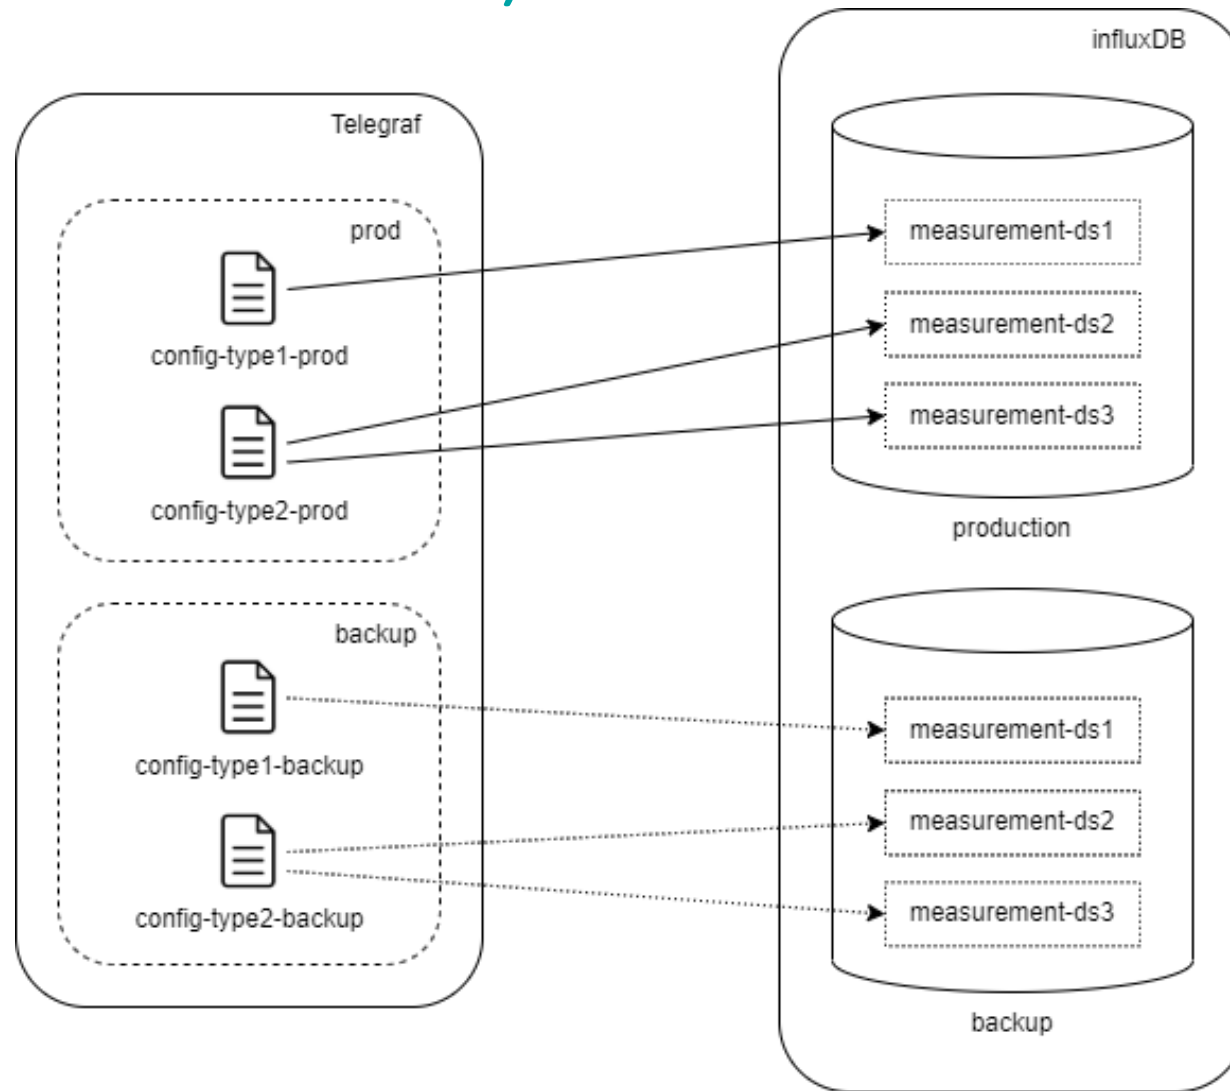 influxDB
Telegraf
prod
config-type1-prod
config-type2-prod
measurement-ds1
measurement-ds2
measurement-ds3
production
backup
config-type1-backup
config-type2-backup
measurement-ds1
measurement-ds2
measurement-ds3
backup